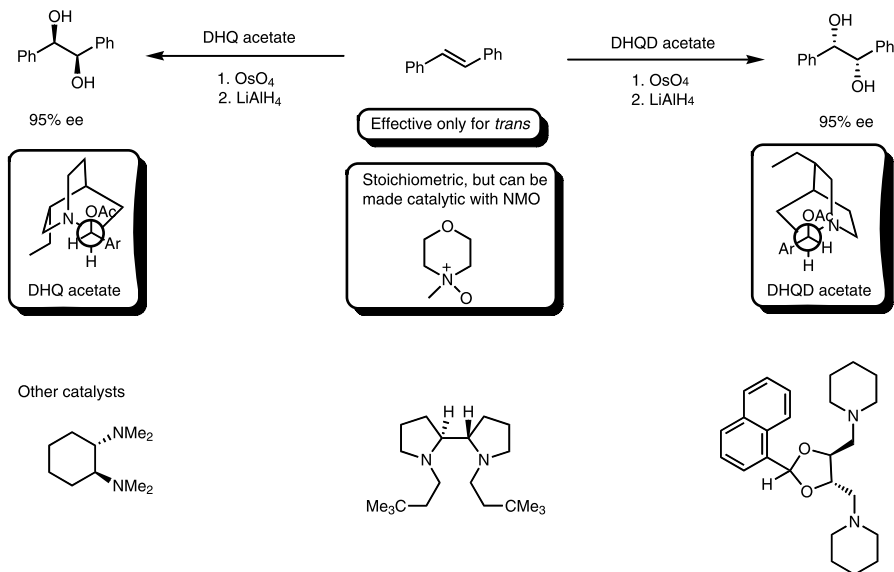 OH
Ph
Ph
OH
95% ee
DHQ acetate
1. OsO4
2. LiAlH4
Ph
Ph
DHQD acetate
1. OsO4
2. LiAlH4
OH
Ph
Ph
OH
95% ee
Effective only for trans
N
OAc
H
Ar
H
DHQ acetate
Stoichiometric, but can be
made catalytic with NMO
O
N
+
O
OAc
N
Ar
H
H
DHQD acetate
Other catalysts
NMe2
NMe2
H
H
N
N
Me3C
CMe3
N
O
H
O
N